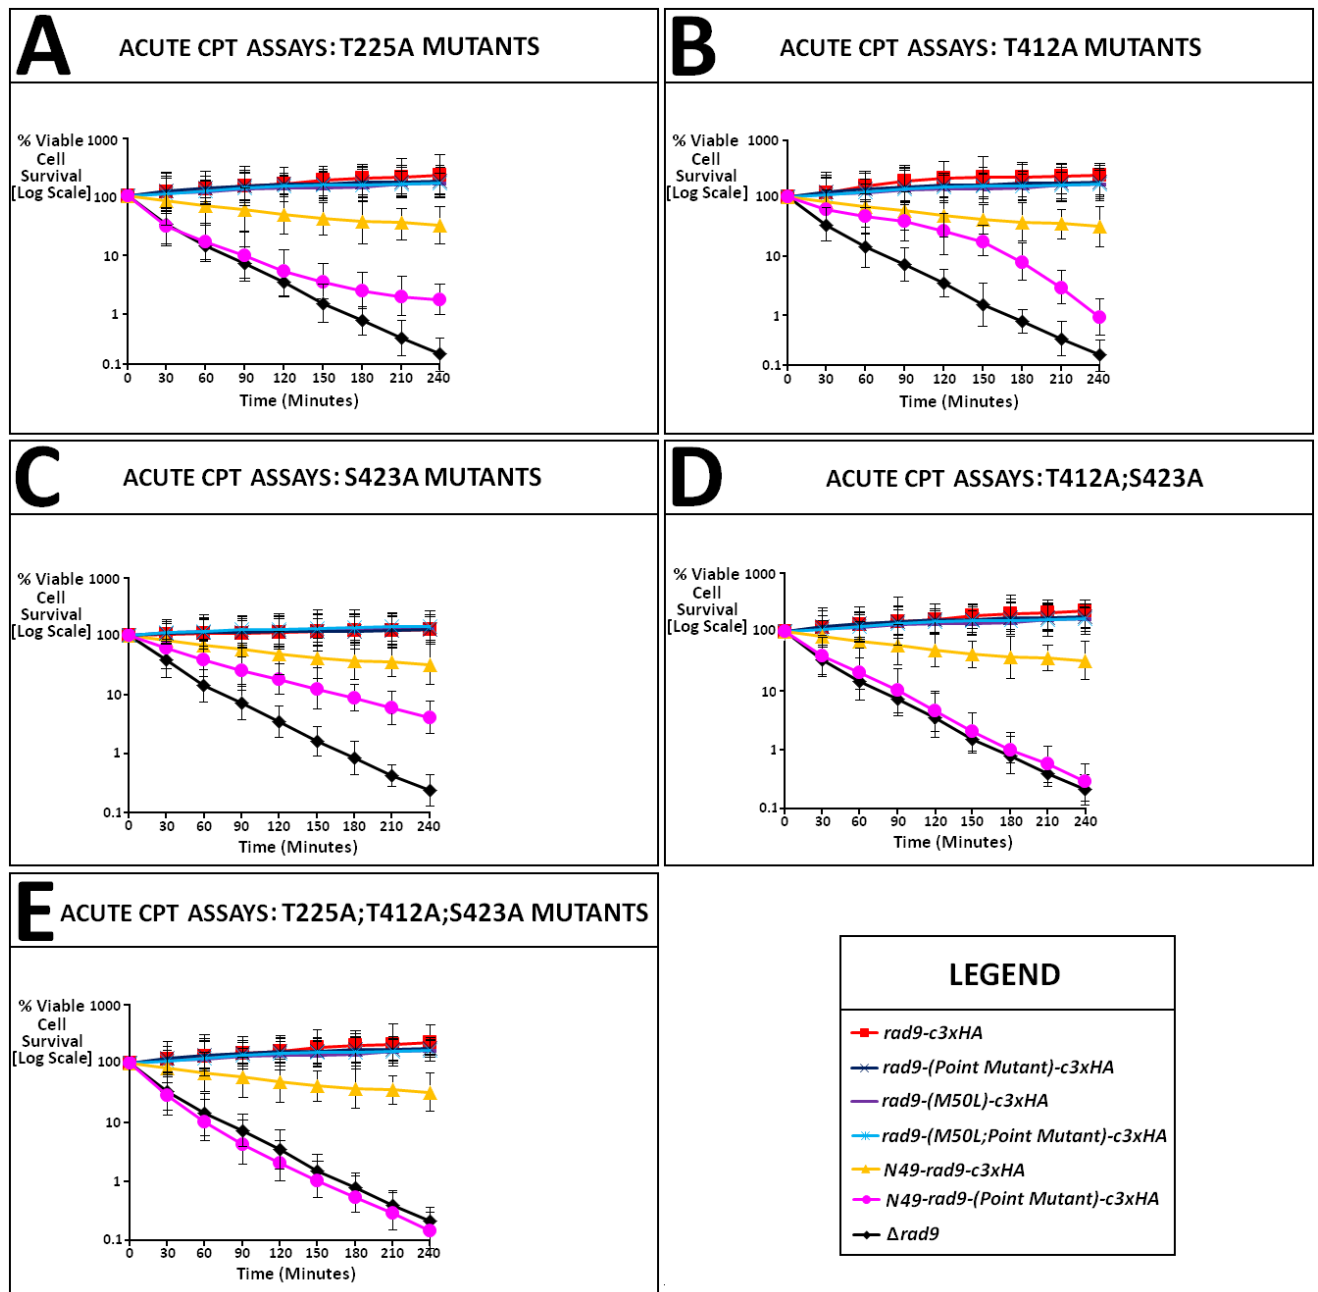 A ACUTE CPT ASSAYS: T225A MUTANTS
% Viable
Cell
Survival
[Log Scale]
1000
100
10
1
0.1
0 30 60 90 120 150 180 210 240
Time (Minutes)
B ACUTE CPT ASSAYS: T412A MUTANTS
% Viable
Cell
Survival
[Log Scale]
1000
100
10
1
0.1
0 30 60 90 120 150 180 210 240
Time (Minutes)
C ACUTE CPT ASSAYS: S423A MUTANTS
% Viable
Cell
Survival
[Log Scale]
1000
100
10
1
0.1
0 30 60 90 120 150 180 210 240
Time (Minutes)
D ACUTE CPT ASSAYS: T412A;S423A
% Viable
Cell
Survival
[Log Scale]
1000
100
10
1
0.1
0 30 60 90 120 150 180 210 240
Time (Minutes)
E ACUTE CPT ASSAYS: T225A;T412A;S423A MUTANTS
% Viable
Cell
Survival
[Log Scale]
1000
100
10
1
0.1
0 30 60 90 120 150 180 210 240
Time (Minutes)
LEGEND
rad9-c3xHA
rad9-(Point Mutant)-c3xHA
rad9-(M50L)-c3xHA
rad9-(M50L;Point Mutant)-c3xHA
N49-rad9-c3xHA
N49-rad9-(Point Mutant)-c3xHA
Δrad9